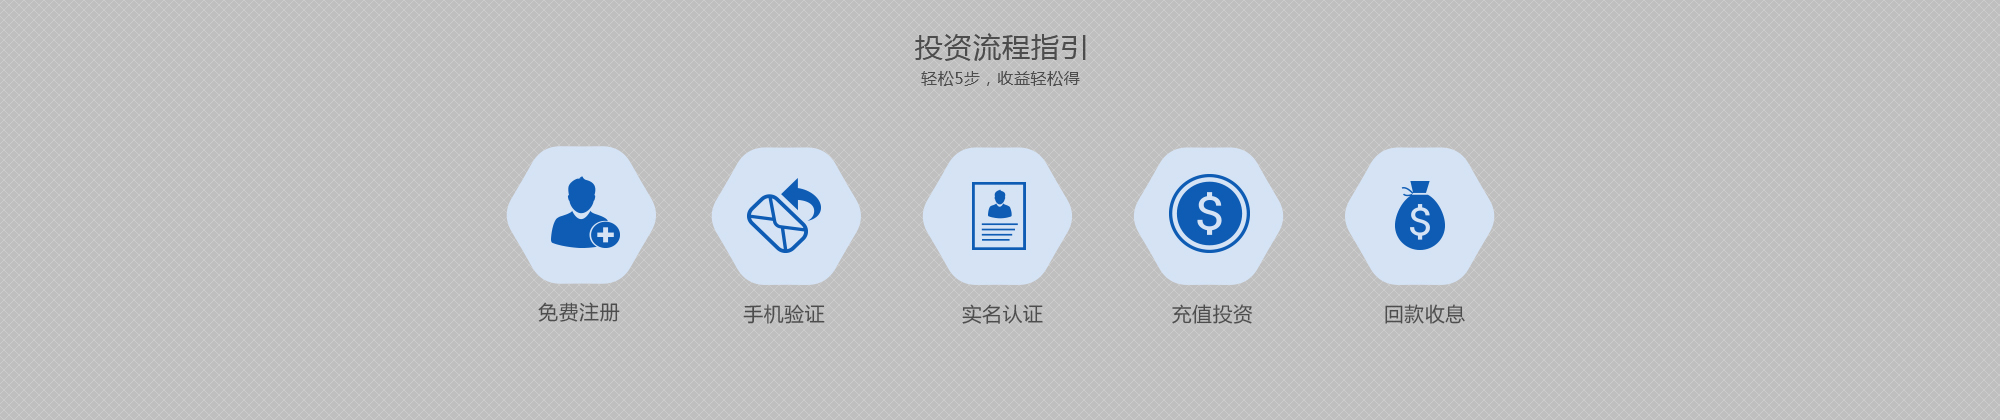 投资流程指引
轻松5步，收益轻松得
免费注册
手机验证
实名认证
充值投资
回款收息